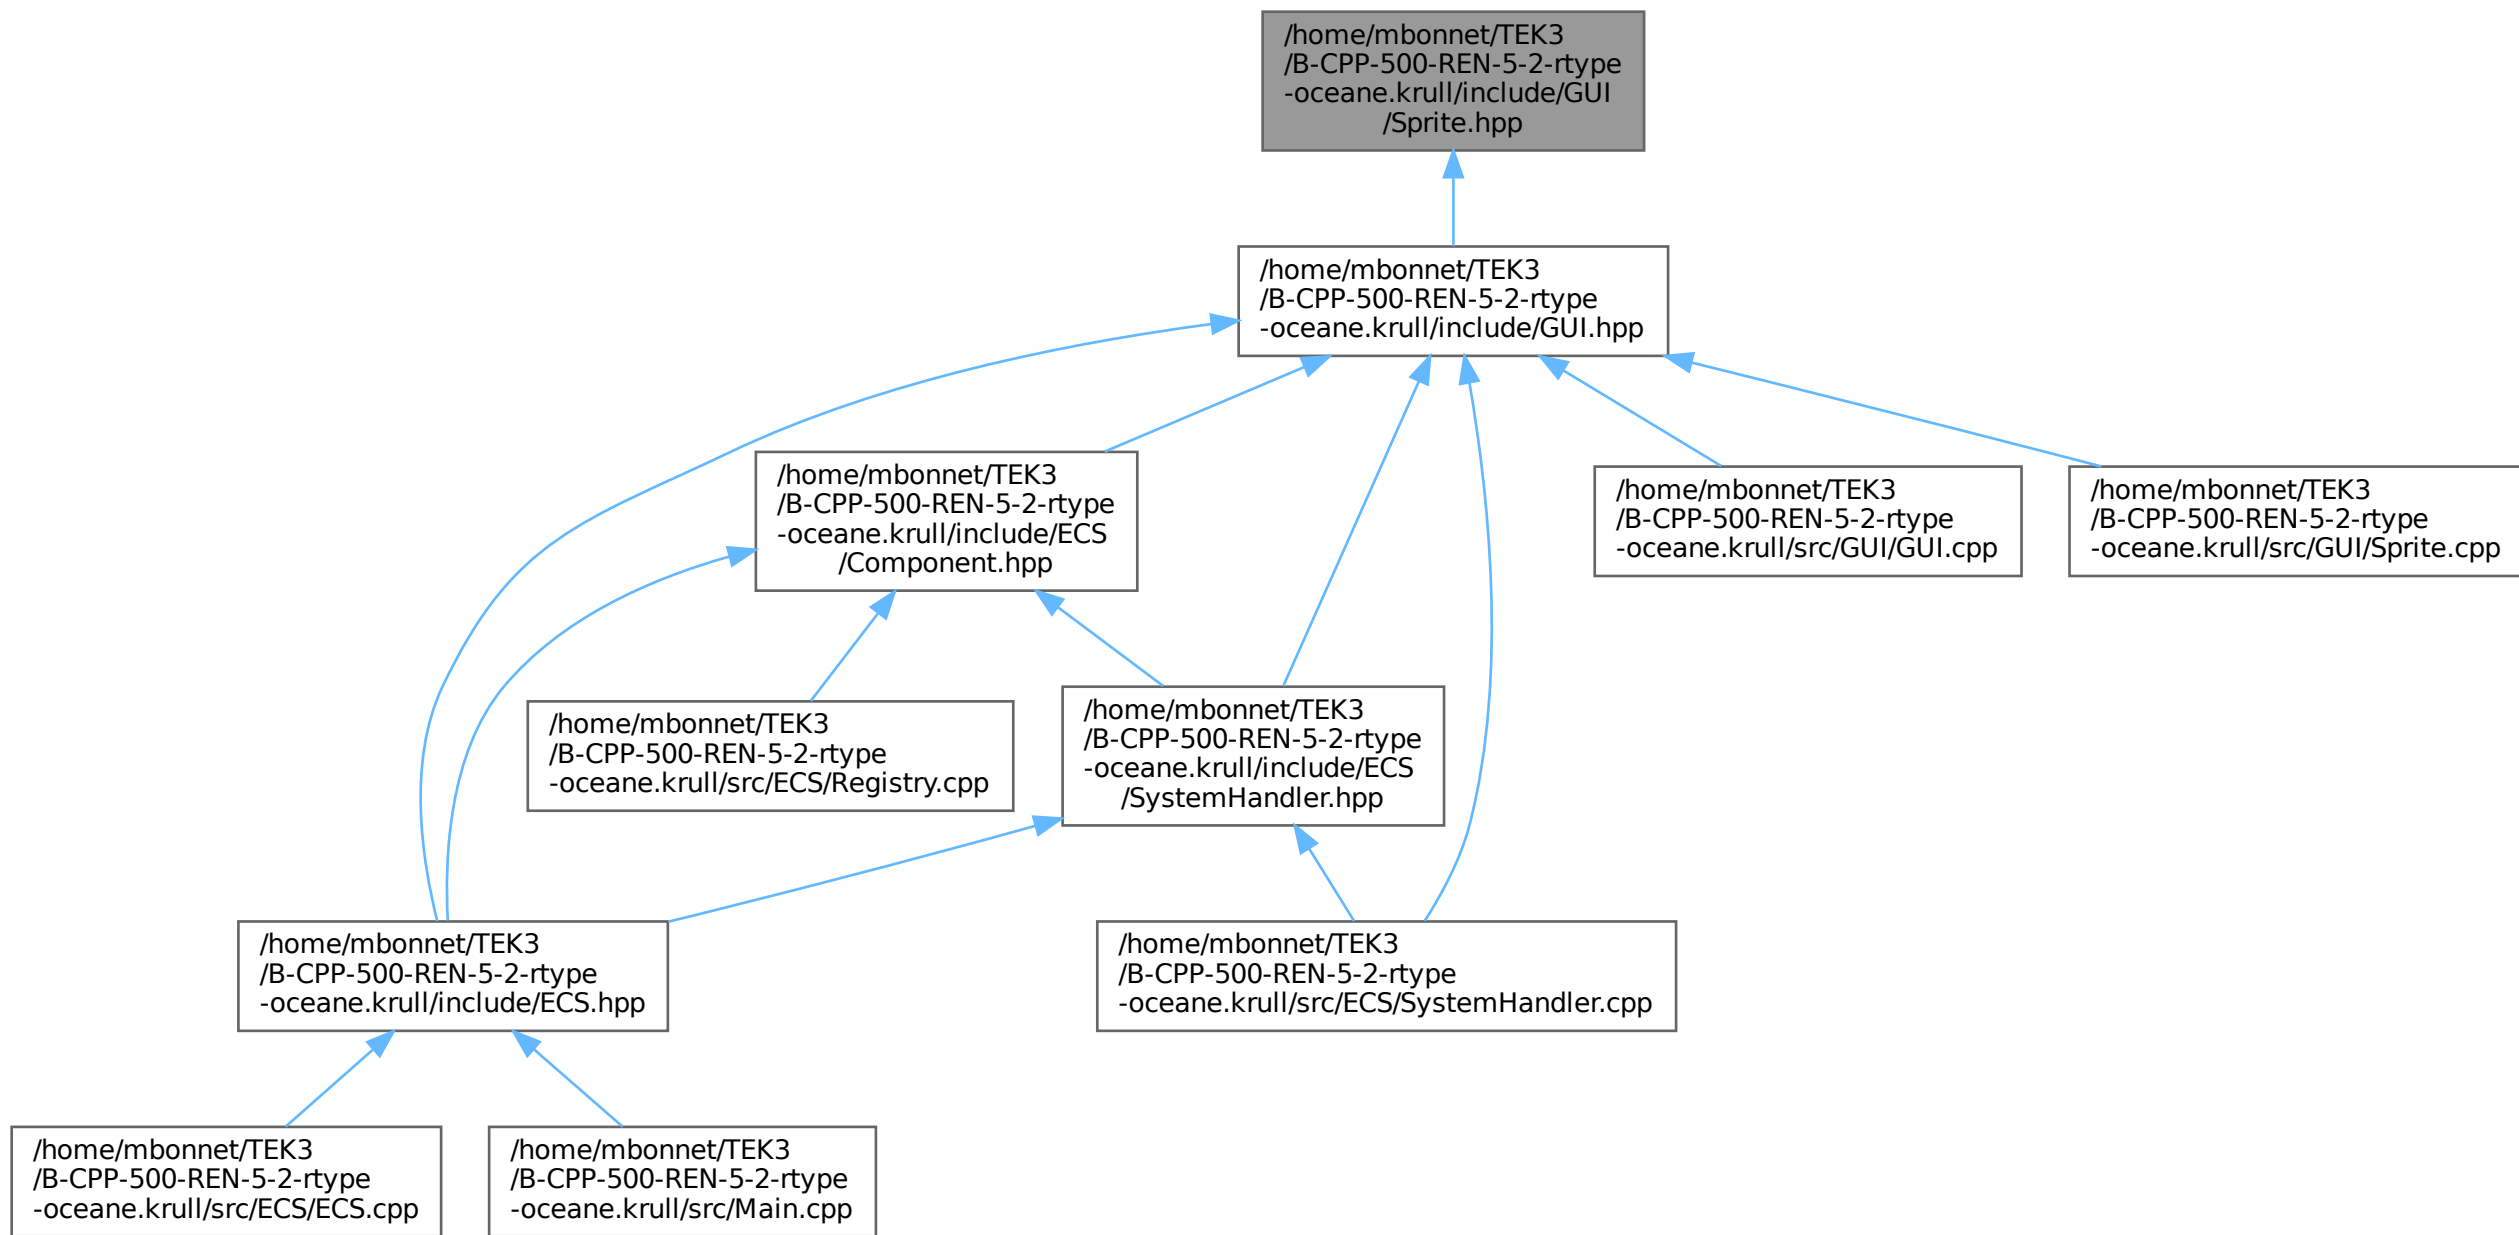 /home/mbonnet/TEK3
/B-CPP-500-REN-5-2-rtype
-oceane.krull/include/GUI
/Sprite.hpp
/home/mbonnet/TEK3
/B-CPP-500-REN-5-2-rtype
-oceane.krull/include/GUI.hpp
/home/mbonnet/TEK3
/B-CPP-500-REN-5-2-rtype
-oceane.krull/include/ECS
/Component.hpp
/home/mbonnet/TEK3
/B-CPP-500-REN-5-2-rtype
-oceane.krull/src/GUI/GUI.cpp
/home/mbonnet/TEK3
/B-CPP-500-REN-5-2-rtype
-oceane.krull/src/GUI/Sprite.cpp
/home/mbonnet/TEK3
/B-CPP-500-REN-5-2-rtype
-oceane.krull/src/ECS/Registry.cpp
/home/mbonnet/TEK3
/B-CPP-500-REN-5-2-rtype
-oceane.krull/include/ECS
/SystemHandler.hpp
/home/mbonnet/TEK3
/B-CPP-500-REN-5-2-rtype
-oceane.krull/include/ECS.hpp
/home/mbonnet/TEK3
/B-CPP-500-REN-5-2-rtype
-oceane.krull/src/ECS/SystemHandler.cpp
/home/mbonnet/TEK3
/B-CPP-500-REN-5-2-rtype
-oceane.krull/src/ECS/ECS.cpp
/home/mbonnet/TEK3
/B-CPP-500-REN-5-2-rtype
-oceane.krull/src/Main.cpp